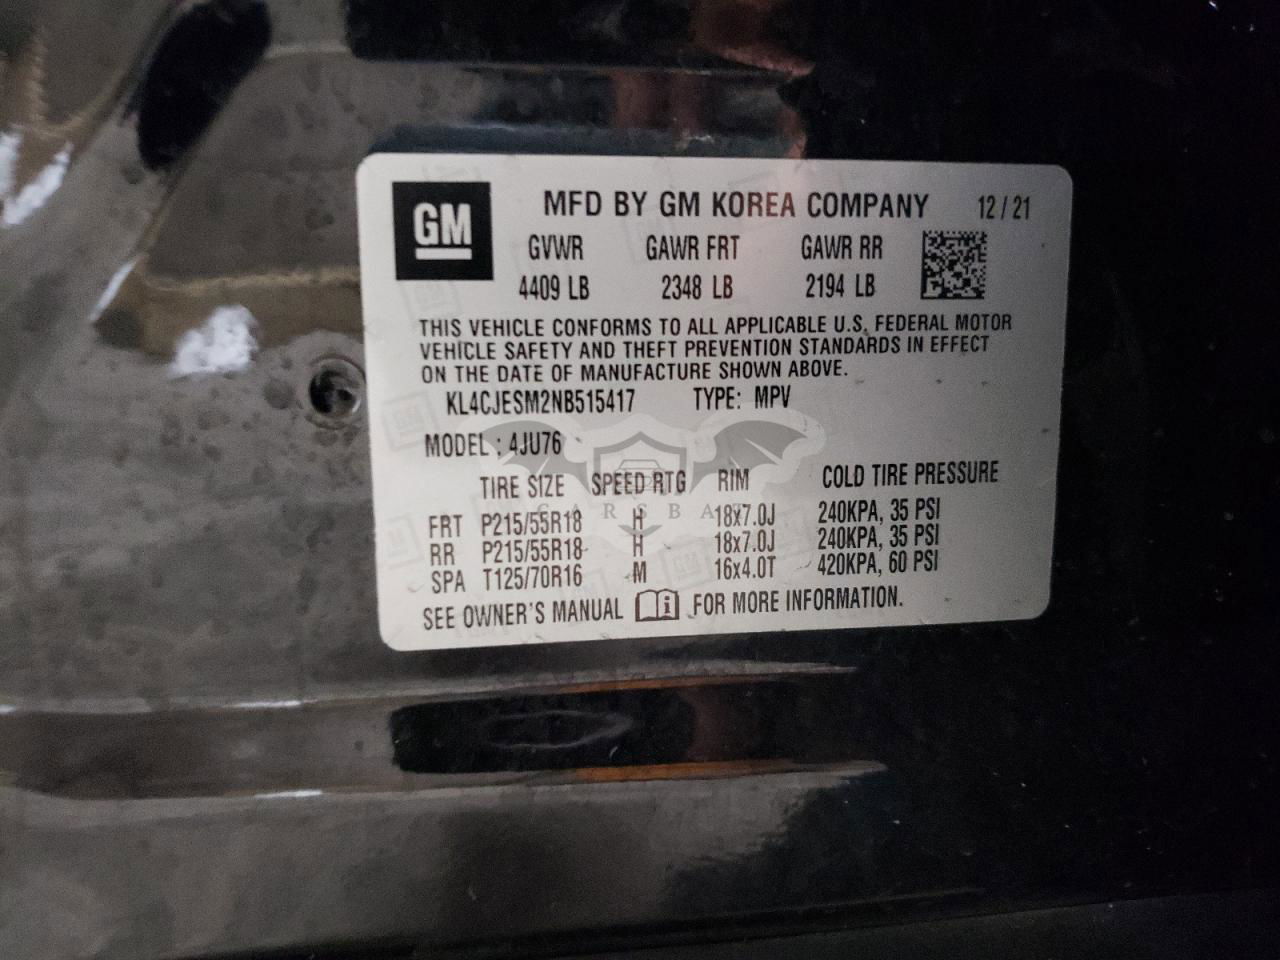 GM MFD BY GM KOREA COMPANY 12/21
GVWR GAWR FRT GAWR RR
4409 LB 2348 LB 2194 LB
THIS VEHICLE CONFORMS TO ALL APPLICABLE U.S. FEDERAL MOTOR
VEHICLE SAFETY AND THEFT PREVENTION STANDARDS IN EFFECT
ON THE DATE OF MANUFACTURE SHOWN ABOVE.
KL4CJESM2NB515417 TYPE: MPV
MODEL: 4JU76
TIRE SIZE SPEED RTG RIM COLD TIRE PRESSURE
FRT P215/55R18 H 18x7.0J 240KPA, 35 PSI
RR P215/55R18 H 18x7.0J 240KPA, 35 PSI
SPA T125/70R16 M 16x4.0T 420KPA, 60 PSI
SEE OWNER'S MANUAL FOR MORE INFORMATION.